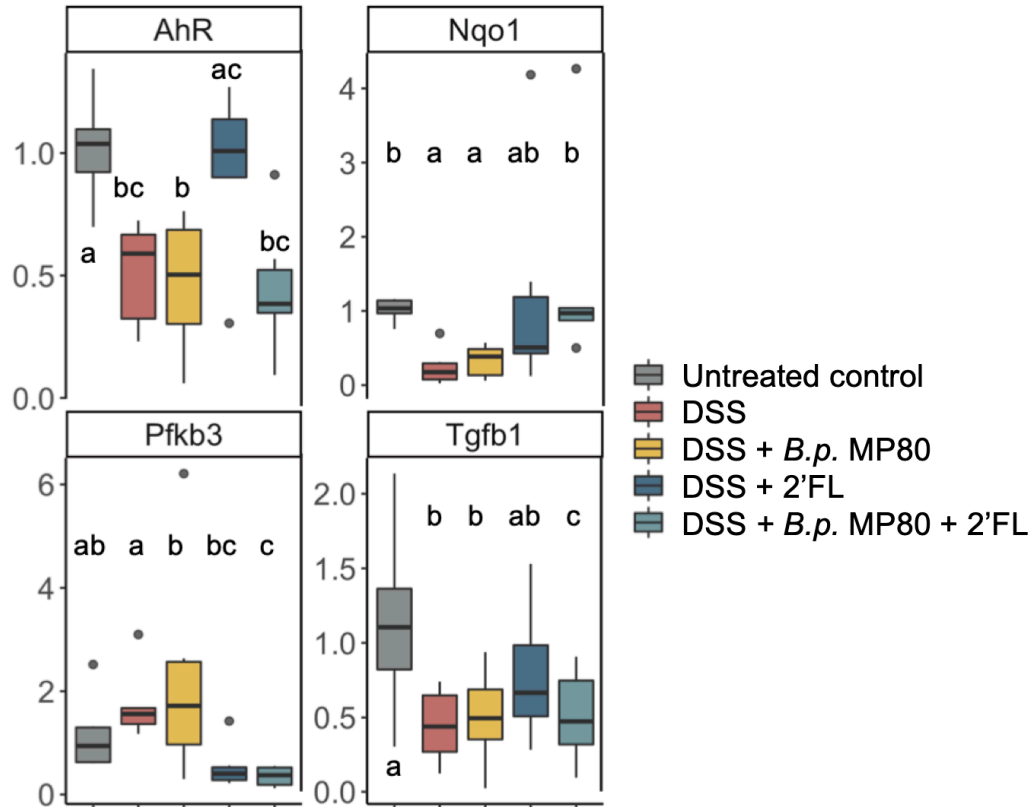 AhR
Nqo1
1.0
0.5
0.0
a
bc
b
ac
bc
4
3
2
1
0
b a a ab b
Pfkb3
Tgfb1
6
4
2
0
ab a b bc c
2.0
1.5
1.0
0.5
0.0
a
b b ab c
Untreated control
DSS
DSS + B.p. MP80
DSS + 2'FL
DSS + B.p. MP80 + 2'FL